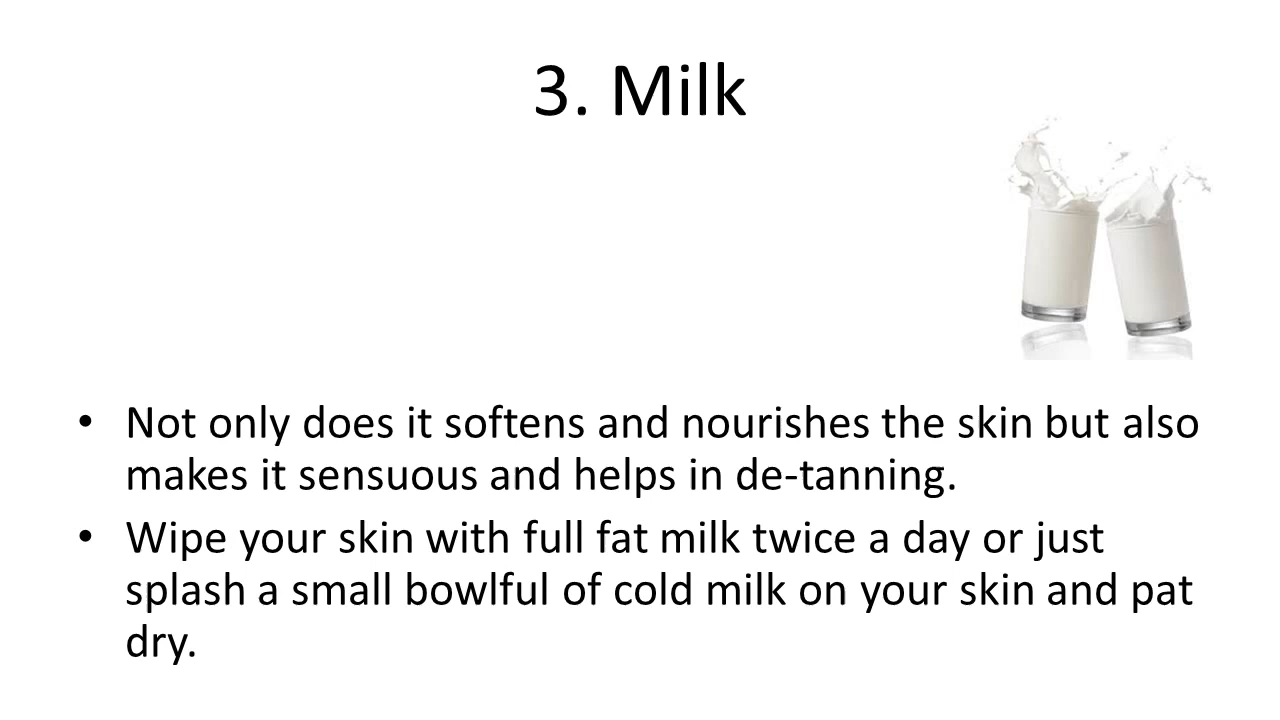 3. Milk
• Not only does it softens and nourishes the skin but also
makes it sensuous and helps in de-tanning.
• Wipe your skin with full fat milk twice a day or just
splash a small bowlful of cold milk on your skin and pat
dry.